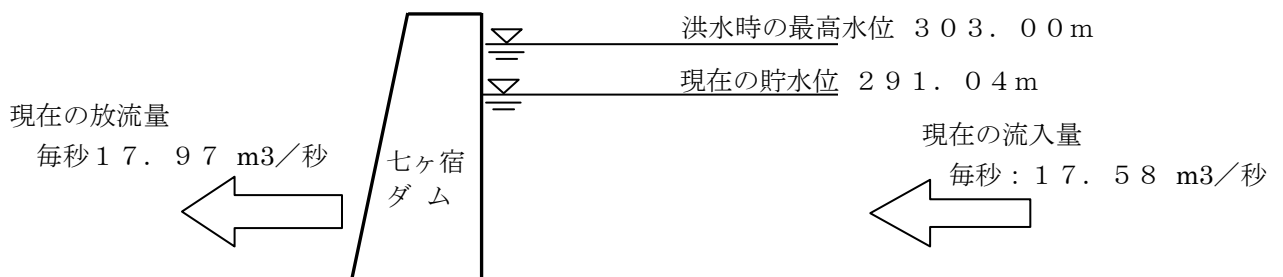 洪水時の最高水位 303.00m
現在の貯水位 291.04m
現在の放流量
毎秒17.97 m3/秒
七ヶ宿
ダ ム
現在の流入量
毎秒:17.58 m3/秒